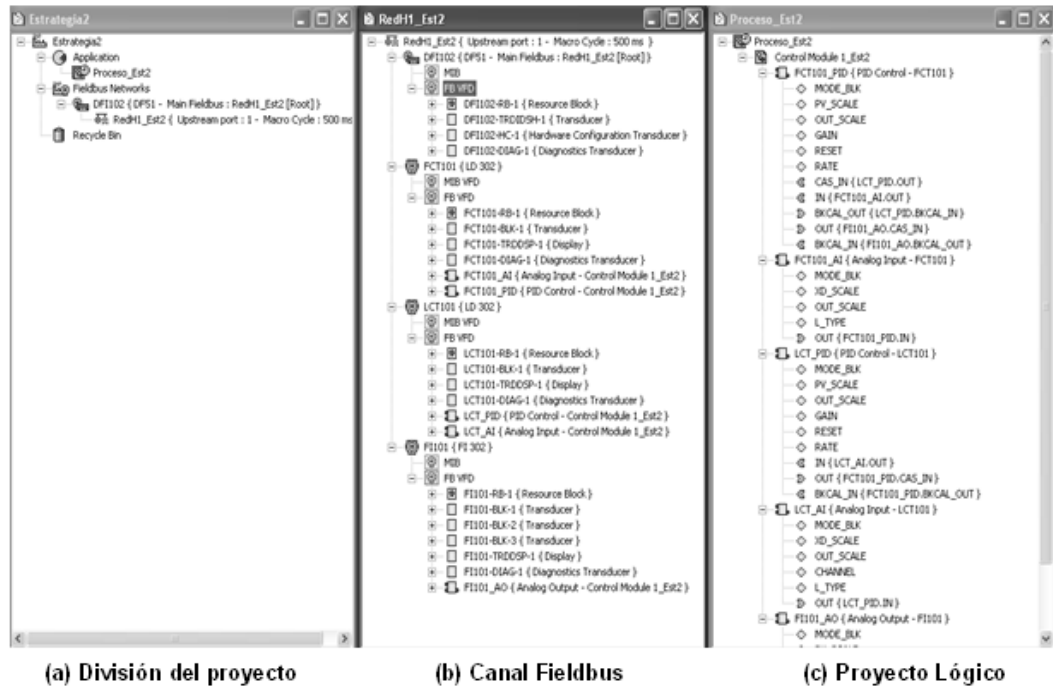 Estrategia2
Estrategia2
Application
Proceso_Est2
Fieldbus Networks
DFI102 { DF51 - Main Fieldbus : RedH1_Est2 [Root] }
RedH1_Est2 { Upstream port : 1 - Macro Cycle : 500 ms
Recycle Bin
(a) División del proyecto
RedH1_Est2
RedH1_Est2 { Upstream port : 1 - Macro Cycle : 500 ms }
DFI102 { DF51 - Main Fieldbus : RedH1_Est2 [Root] }
MIB
FB VFD
DFI102-RB-1 { Resource Block }
DFI102-TRDIDSH-1 { Transducer }
DFI102-HC-1 { Hardware Configuration Transducer }
DFI102-DIAG-1 { Diagnostics Transducer }
FCT101 { LD 302 }
MIB VFD
FB VFD
FCT101-RB-1 { Resource Block }
FCT101-BLK-1 { Transducer }
FCT101-TRDDSP-1 { Display }
FCT101-DIAG-1 { Diagnostics Transducer }
FCT101_AI { Analog Input - Control Module 1_Est2 }
FCT101_PID { PID Control - Control Module 1_Est2 }
LCT101 { LD 302 }
MIB VFD
FB VFD
LCT101-RB-1 { Resource Block }
LCT101-BLK-1 { Transducer }
LCT101-TRDDSP-1 { Display }
LCT101-DIAG-1 { Diagnostics Transducer }
LCT_PID { PID Control - Control Module 1_Est2 }
LCT_AI { Analog Input - Control Module 1_Est2 }
FI101 { FI 302 }
MIB
FB VFD
FI101-RB-1 { Resource Block }
FI101-BLK-1 { Transducer }
FI101-BLK-2 { Transducer }
FI101-BLK-3 { Transducer }
FI101-TRDDSP-1 { Display }
FI101-DIAG-1 { Diagnostics Transducer }
FI101_AO { Analog Output - Control Module 1_Est2 }
(b) Canal Fieldbus
Proceso_Est2
Proceso_Est2
Control Module 1_Est2
FCT101_PID { PID Control - FCT101 }
MODE_BLK
PV_SCALE
OUT_SCALE
GAIN
RESET
RATE
CAS_IN { LCT_PID.OUT }
IN { FCT101_AI.OUT }
BKCAL_OUT { LCT_PID.BKCAL_IN }
OUT { FI101_AO.CAS_IN }
BKCAL_IN { FI101_AO.BKCAL_OUT }
FCT101_AI { Analog Input - FCT101 }
MODE_BLK
XD_SCALE
OUT_SCALE
L_TYPE
OUT { FCT101_PID.IN }
LCT_PID { PID Control - LCT101 }
MODE_BLK
PV_SCALE
OUT_SCALE
GAIN
RESET
RATE
IN { LCT_AI.OUT }
OUT { FCT101_PID.CAS_IN }
BKCAL_IN { FCT101_PID.BKCAL_OUT }
LCT_AI { Analog Input - LCT101 }
MODE_BLK
XD_SCALE
OUT_SCALE
CHANNEL
L_TYPE
OUT { LCT_PID.IN }
FI101_AO { Analog Output - FI101 }
MODE_BLK
(c) Proyecto Lógico